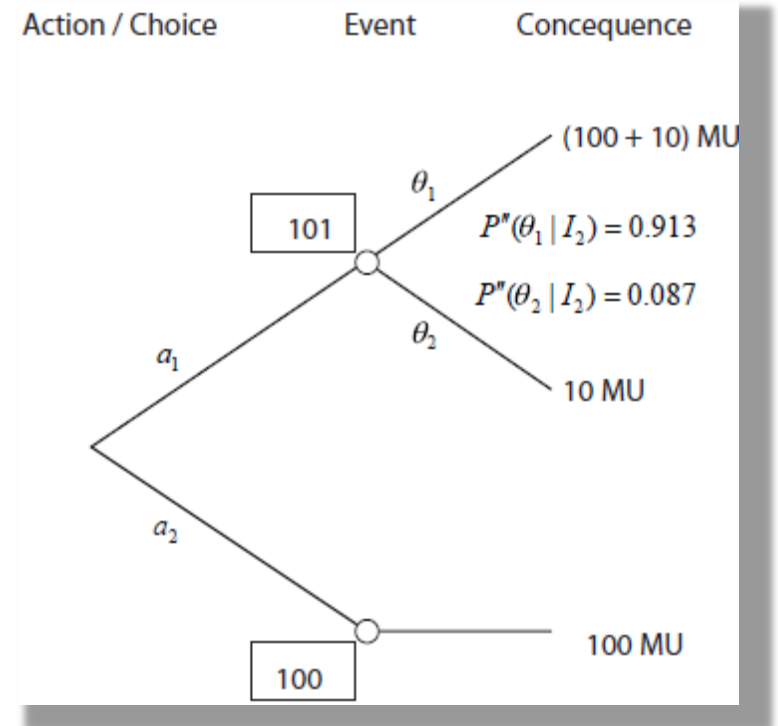 Action / Choice Event Concequence
(100 + 10) MU
θ₁
101
P″(θ₁ | I₂) = 0.913
P″(θ₂ | I₂) = 0.087
θ₂
a₁
10 MU
a₂
100 MU
100